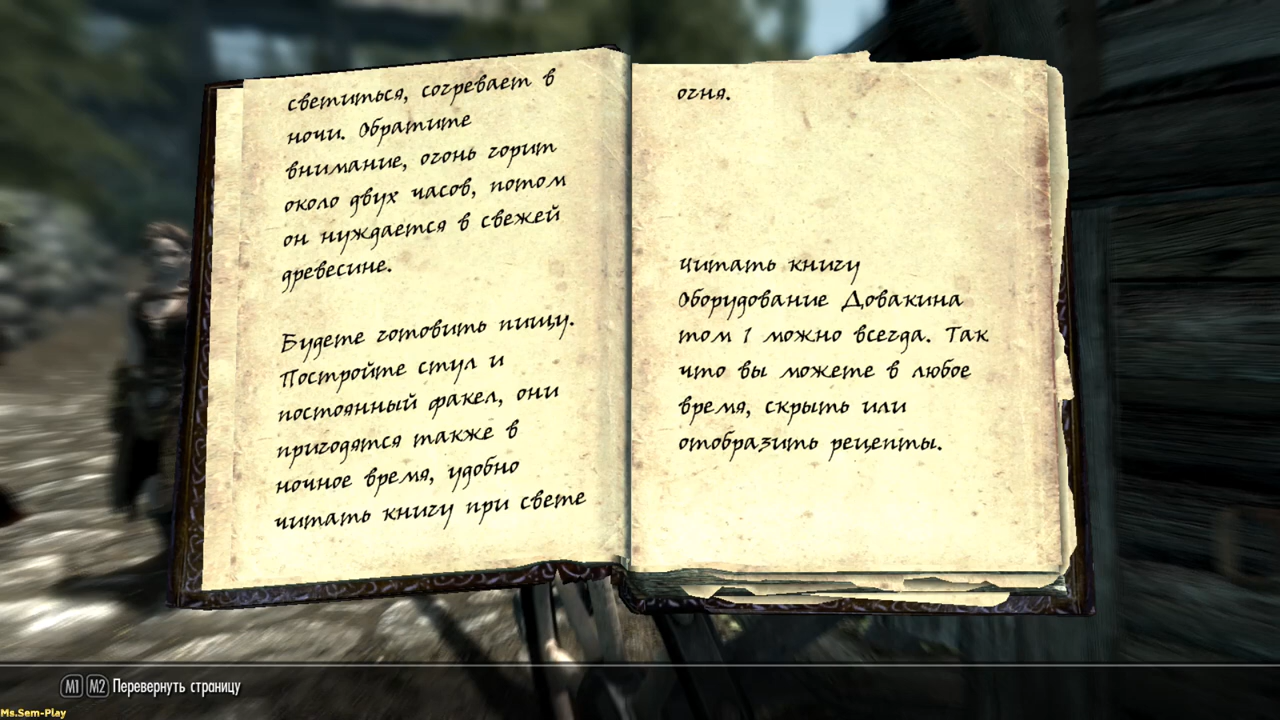 светиться, согревает в
ночи. Обратите
внимание, огонь горит
около двух часов, потом
он нуждается в свежей
древесине.
Будете готовить пищу.
Постройте стул и
постоянный факел, они
пригодятся также в
ночное время, удобно
читать книгу при свете
огня.
Читать книгу
Оборудование Довакина
том 1 можно всегда. Так
что вы можете в любое
время, скрыть или
отобразить рецепты.
M1 M2 Перевернуть страницу
Ms.Sem-Play